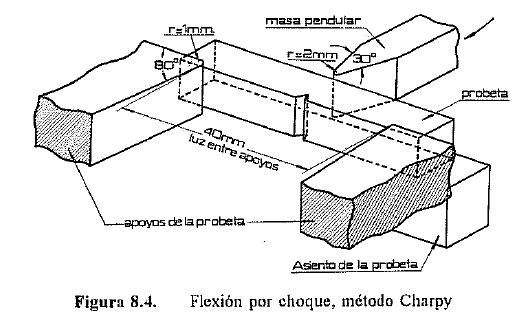 r=1mm
masa pendular
80°
r=2mm
30°
probeta
40mm
luz entre apoyos
apoyos de la probeta
Asiento de la probeta
Figura 8.4. Flexión por choque, método Charpy